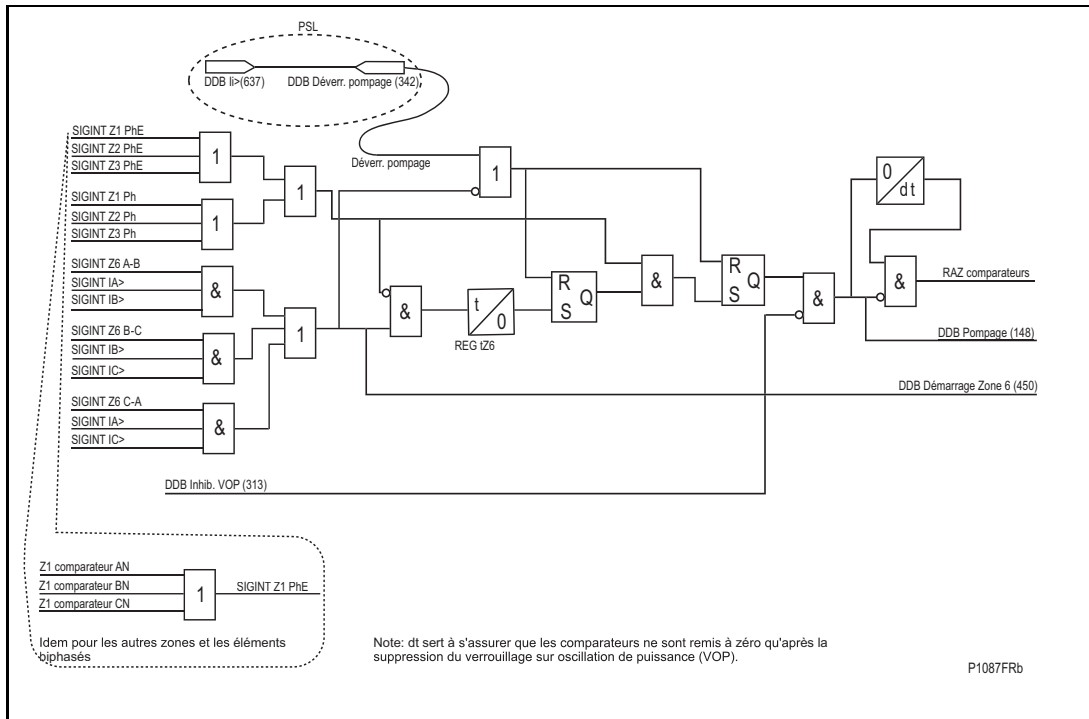 PSL
DDB Ii>(637)
DDB Déverr. pompage (342)
SIGINT Z1 PhE
SIGINT Z2 PhE
SIGINT Z3 PhE
1
SIGINT Z1 Ph
SIGINT Z2 Ph
SIGINT Z3 Ph
1
1
Déverr. pompage
1
0
dt
SIGINT Z6 A-B
SIGINT IA>
SIGINT IB>
&
SIGINT Z6 B-C
SIGINT IB>
SIGINT IC>
&
SIGINT Z6 C-A
SIGINT IA>
SIGINT IC>
&
1
&
t
0
REG tZ6
R
S
Q
&
R
S
Q
&
&
RAZ comparateurs
DDB Pompage (148)
DDB Démarrage Zone 6 (450)
DDB Inhib. VOP (313)
Z1 comparateur AN
Z1 comparateur BN
Z1 comparateur CN
1
SIGINT Z1 PhE
Idem pour les autres zones et les éléments
biphasés
Note: dt sert à s'assurer que les comparateurs ne sont remis à zéro qu'après la
suppression du verrouillage sur oscillation de puissance (VOP).
P1087FRb